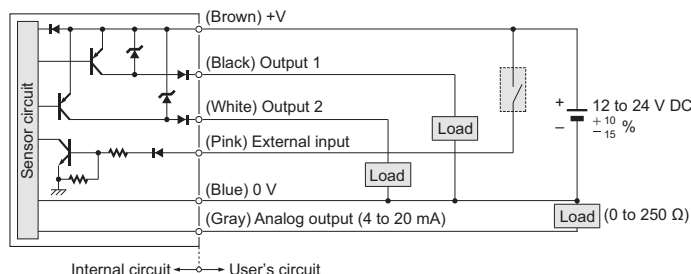 (Brown) +V
(Black) Output 1
(White) Output 2
(Pink) External input
(Blue) 0 V
(Gray) Analog output (4 to 20 mA)
Sensor circuit
Load
Load
+
−
12 to 24 V DC
+10
−15 %
Load (0 to 250 Ω)
Internal circuit
User's circuit